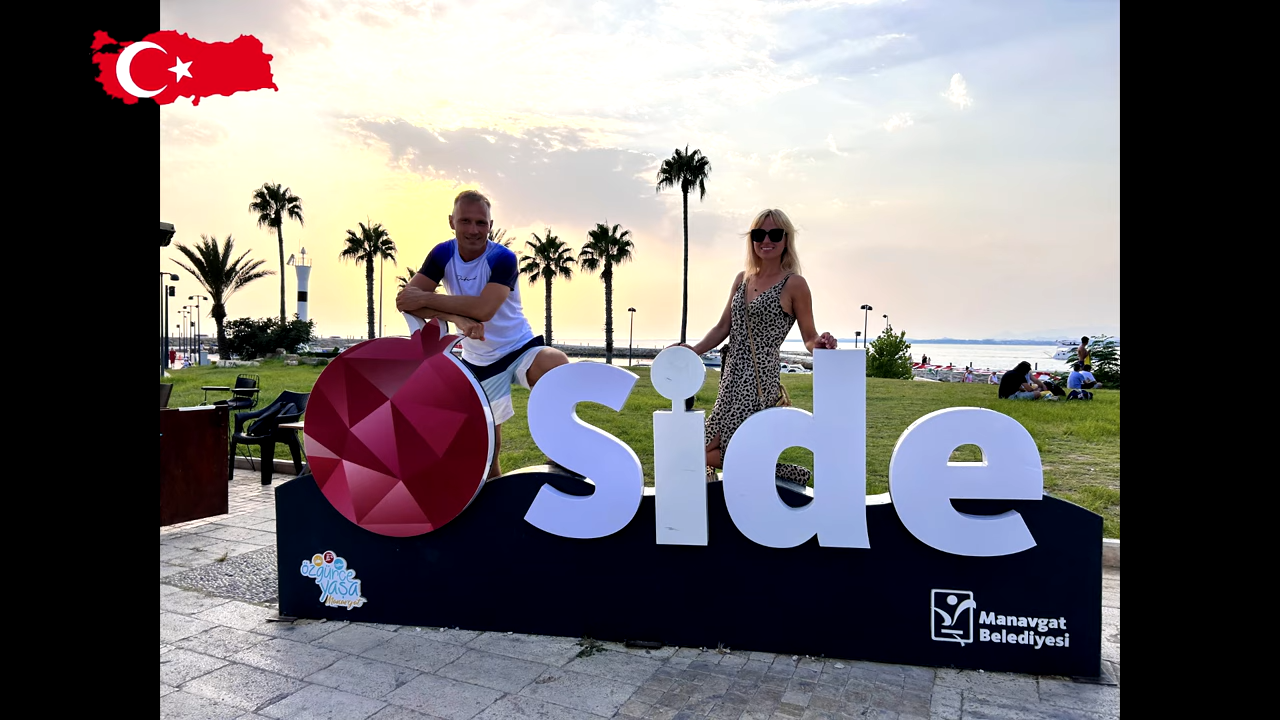 Side
özgürce
yaşa
Manavgat
Manavgat
Belediyesi